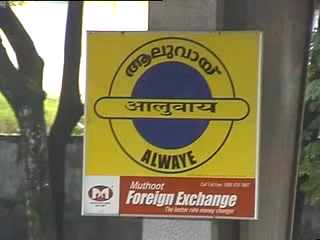 ആലുവായ്
आलुवाय
ALWAYE
Muthoot
Foreign Exchange
The better rate money changer